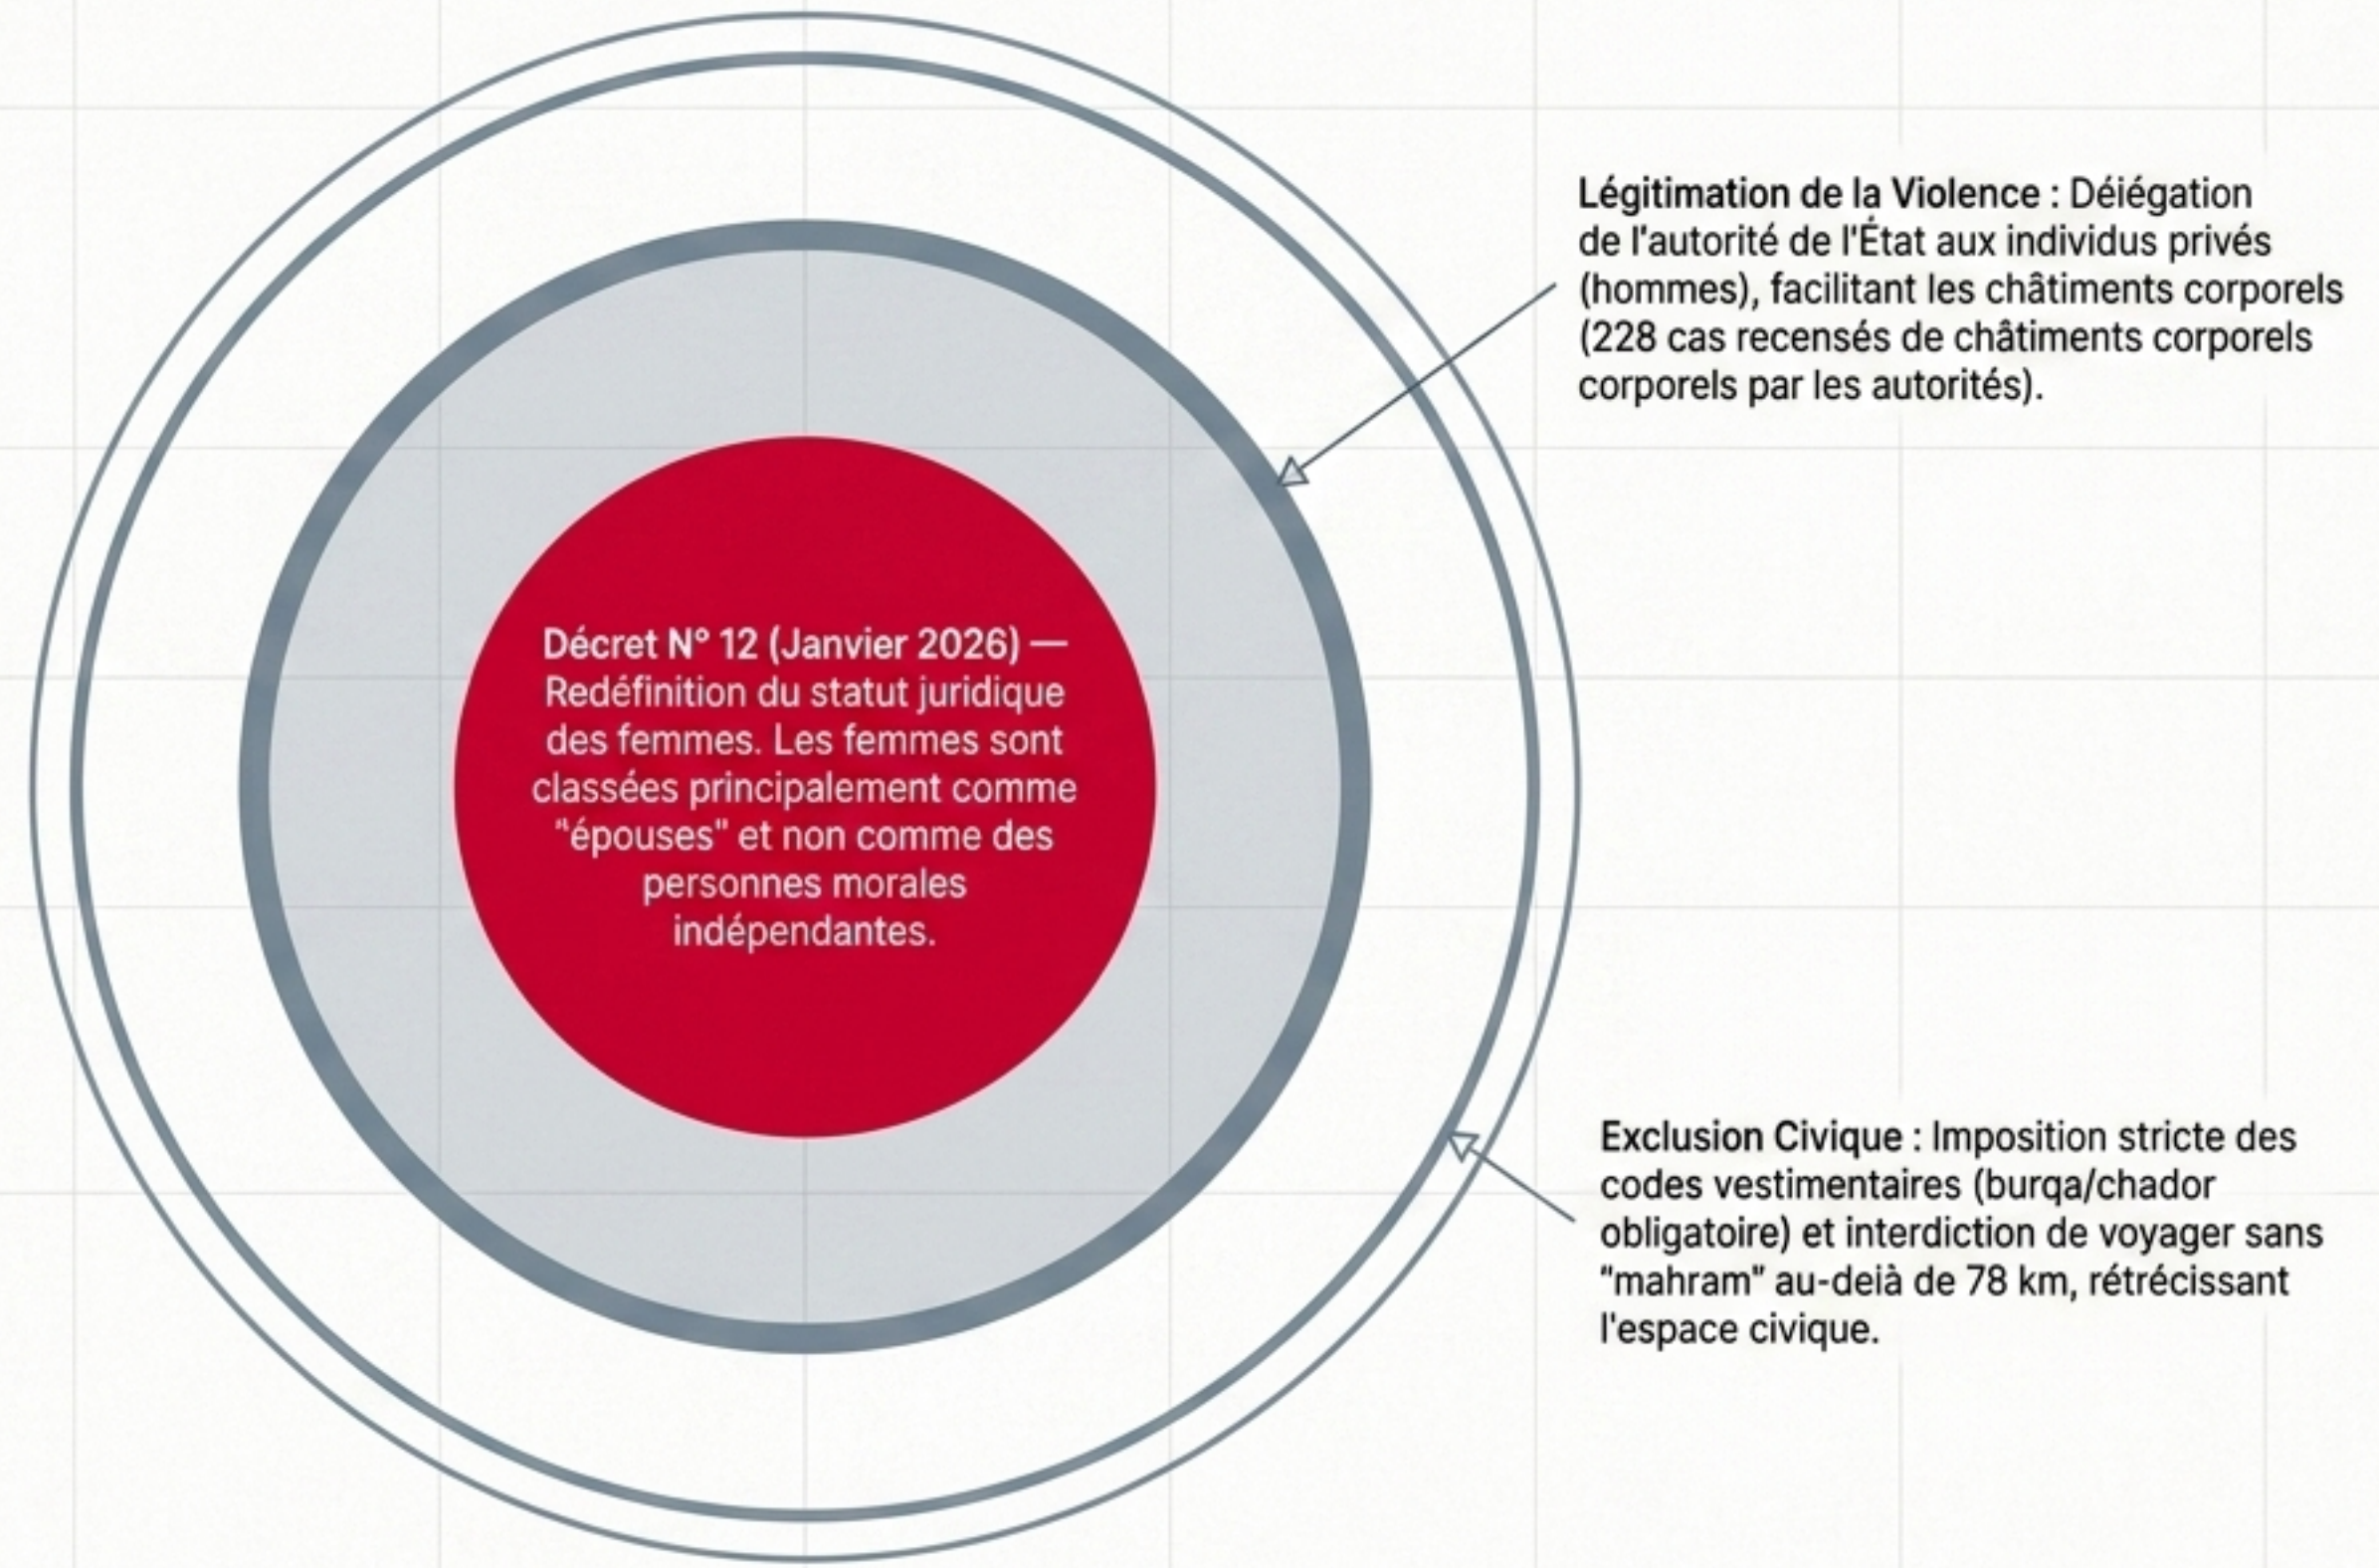 Légitimation de la Violence : Déiégation
de l'autorité de l'État aux individus privés
(hommes), facilitant les châtiments corporels
(228 cas recensés de châtiments corporels
corporels par les autorités).
Décret N° 12 (Janvier 2026) —
Redéfinition du statut juridique
des femmes. Les femmes sont
classées principalement comme
"épouses" et non comme des
personnes morales
indépendantes.
Exclusion Civique : Imposition stricte des
codes vestimentaires (burqa/chador
obligatoire) et interdiction de voyager sans
"mahram" au-deià de 78 km, rétrécissant
l'espace civique.